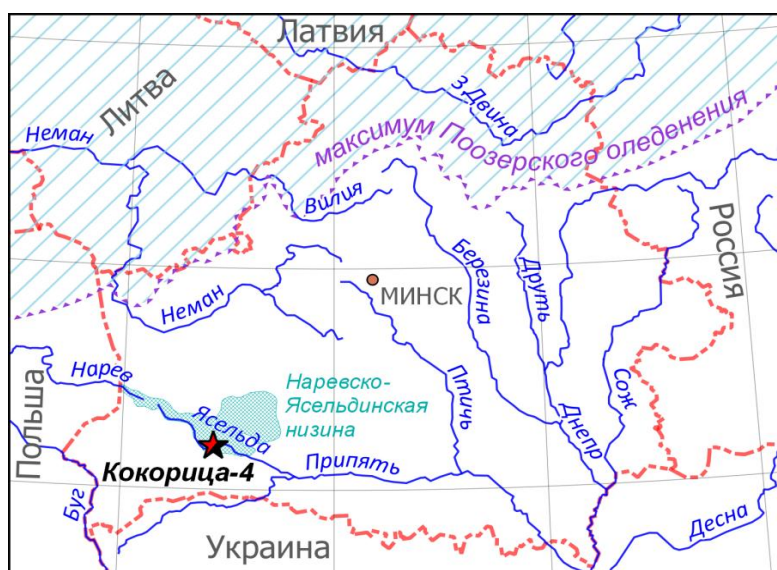 Латвия
Литва
З.Двина
Неман
максимум Поозерского оледенения
Вилия
Россия
Березина
Друть
Неман
МИНСК
Сож
Нарев
Птичь
Польша
Наревско-
Ясельдинская
низина
Ясельда
Днепр
Припять
Кокорица-4
Буг
Десна
Украина